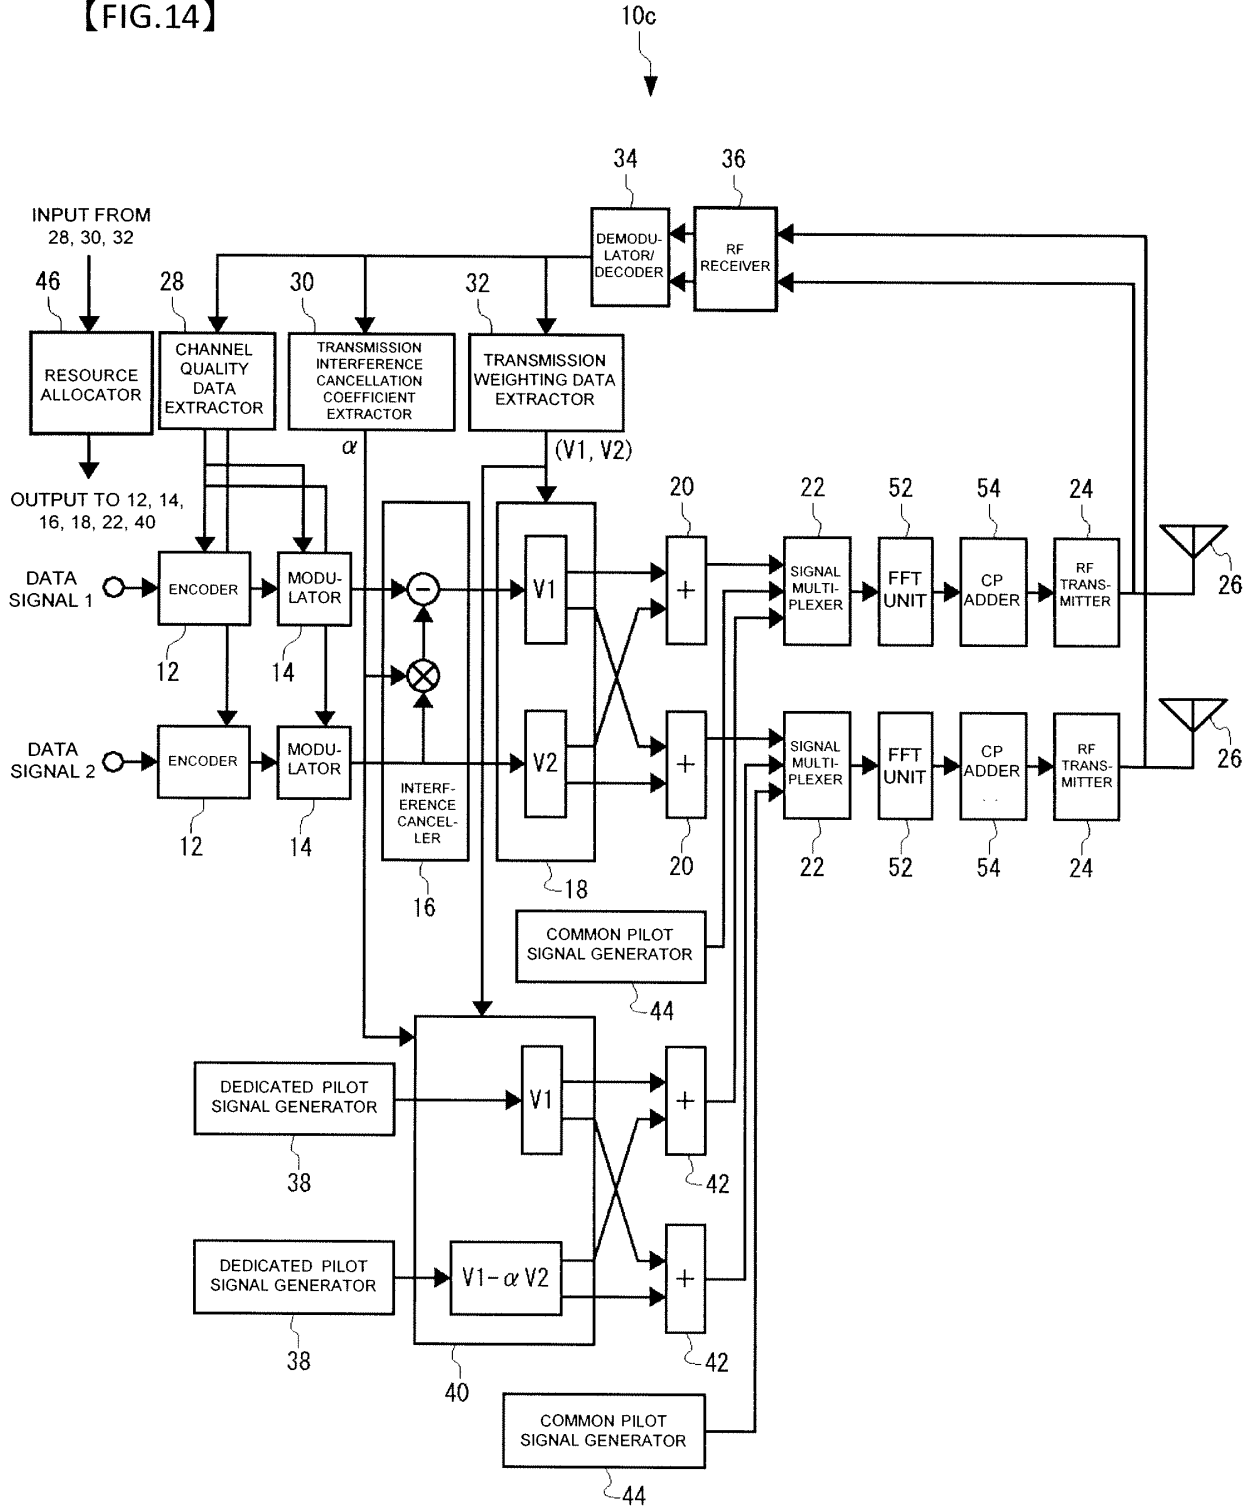 【FIG.14】
10c
34
36
INPUT FROM
28, 30, 32
DEMODU-
LATOR/
DECODER
RF
RECEIVER
46
28
30
32
RESOURCE
ALLOCATOR
CHANNEL
QUALITY
DATA
EXTRACTOR
TRANSMISSION
INTERFERENCE
CANCELLATION
COEFFICIENT
EXTRACTOR
TRANSMISSION
WEIGHTING DATA
EXTRACTOR
α
(V1, V2)
OUTPUT TO 12, 14,
16, 18, 22, 40
20
22
52
54
24
DATA
SIGNAL 1
ENCODER
MODU-
LATOR
−
V1
+
SIGNAL
MULTI-
PLEXER
FFT
UNIT
CP
ADDER
RF
TRANS-
MITTER
26
12
14
DATA
SIGNAL 2
ENCODER
MODU-
LATOR
V2
+
SIGNAL
MULTI-
PLEXER
FFT
UNIT
CP
ADDER
RF
TRANS-
MITTER
26
INTERF-
ERENCE
CANCEL-
LER
12
14
16
18
20
22
52
54
24
COMMON PILOT
SIGNAL GENERATOR
44
DEDICATED PILOT
SIGNAL GENERATOR
V1
+
38
42
DEDICATED PILOT
SIGNAL GENERATOR
V1−αV2
+
38
40
42
COMMON PILOT
SIGNAL GENERATOR
44